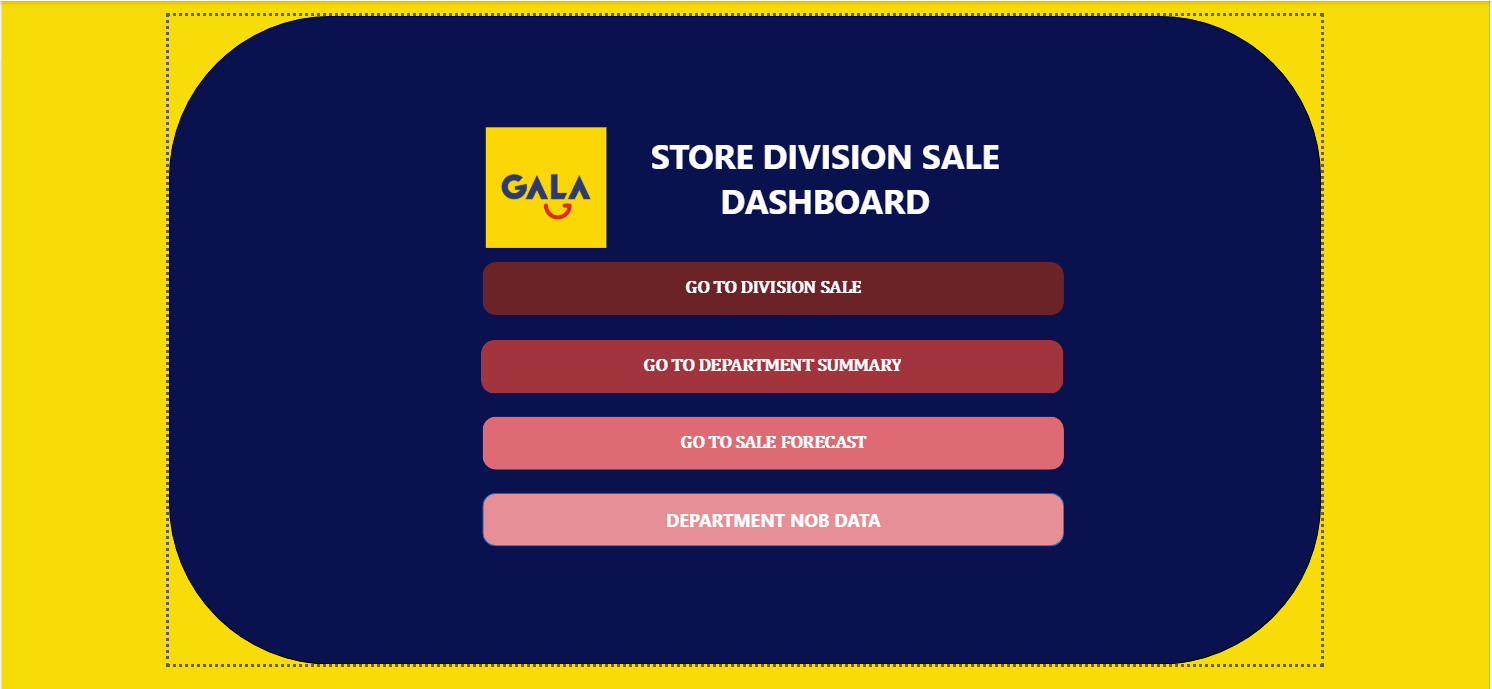 GALA
STORE DIVISION SALE
DASHBOARD
GO TO DIVISION SALE
GO TO DEPARTMENT SUMMARY
GO TO SALE FORECAST
DEPARTMENT NOB DATA